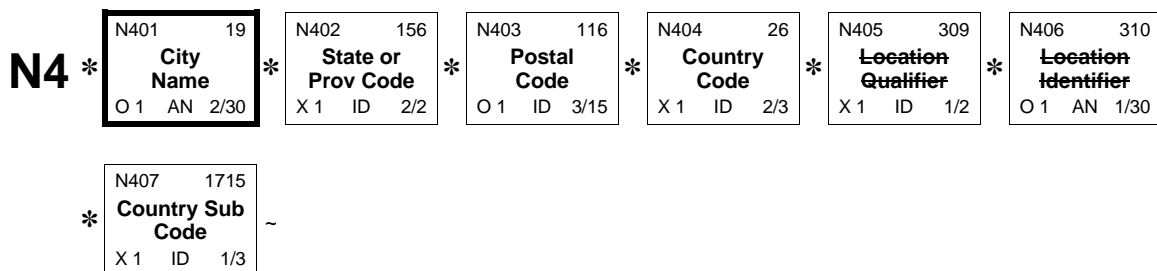 N401 19 N402 156 N403 116 N404 26 N405 309 N406 310
N4 * City Name * State or Prov Code * Postal Code * Country Code * Location Qualifier * Location Identifier
O 1 AN 2/30 X 1 ID 2/2 O 1 ID 3/15 X 1 ID 2/3 X 1 ID 1/2 O 1 AN 1/30
N407 1715
* Country Sub Code ~
X 1 ID 1/3